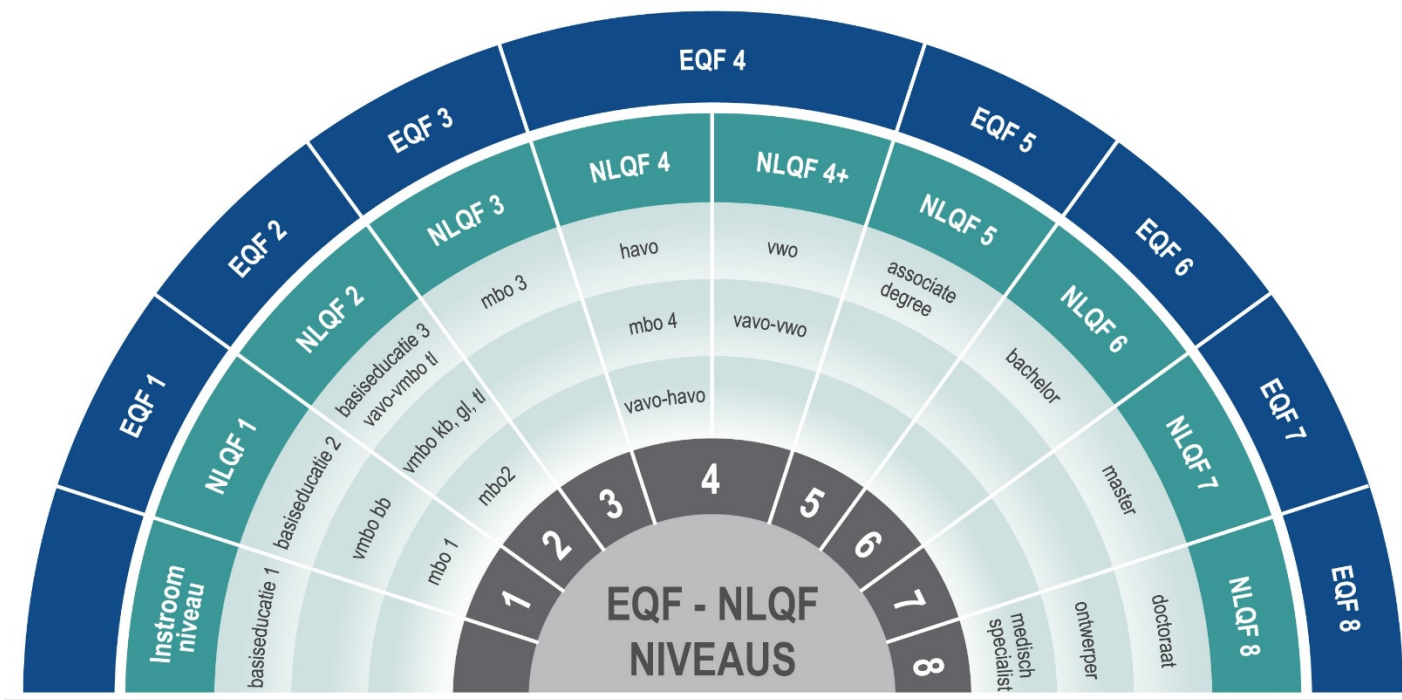 EQF 1
EQF 2
EQF 3
EQF 4
EQF 5
EQF 6
EQF 7
EQF 8
Instroom
niveau
NLQF 1
NLQF 2
NLQF 3
NLQF 4
NLQF 4+
NLQF 5
NLQF 6
NLQF 7
NLQF 8
basiseducatie 1
basiseducatie 2
vmbo bb
mbo 1
basiseducatie 3
vavo-vmbo tl
vmbo kb, gl, tl
mbo2
mbo 3
havo
mbo 4
vavo-havo
vwo
vavo-vwo
associate
degree
bachelor
master
doctoraat
ontwerper
medisch
specialist
1
2
3
4
5
6
7
8
EQF - NLQF
NIVEAUS